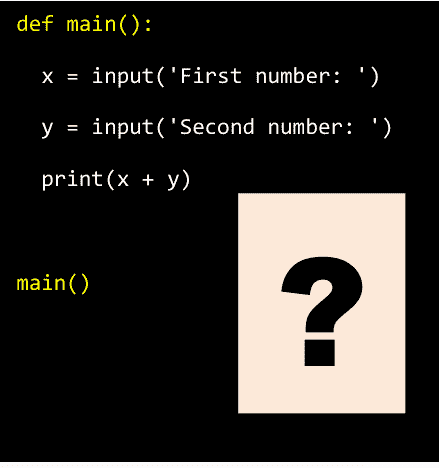 def main():
x = input('First number: ')
y = input('Second number: ')
print(x + y)
main()
?